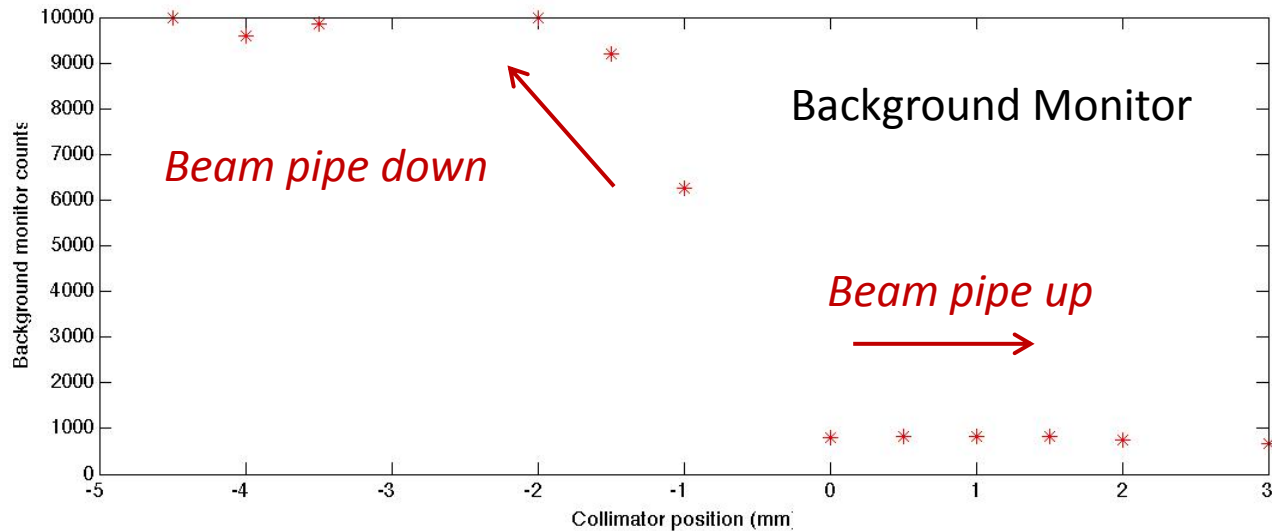 10000
9000
8000
7000
6000
5000
4000
3000
2000
1000
0
Background monitor counts
Background Monitor
Beam pipe down
Beam pipe up
-5 -4 -3 -2 -1 0 1 2 3
Collimator position (mm)